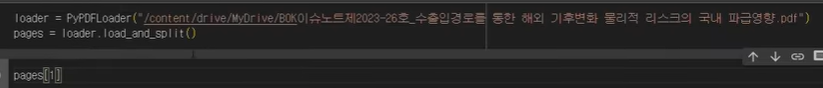 loader = PyPDFLoader("/content/drive/MyDrive/BOK이슈노트제2023-26호_수출입경로를 통한 해외 기후변화 물리적 리스크의 국내 파급영향.pdf")
pages = loader.load_and_split()
pages[1]